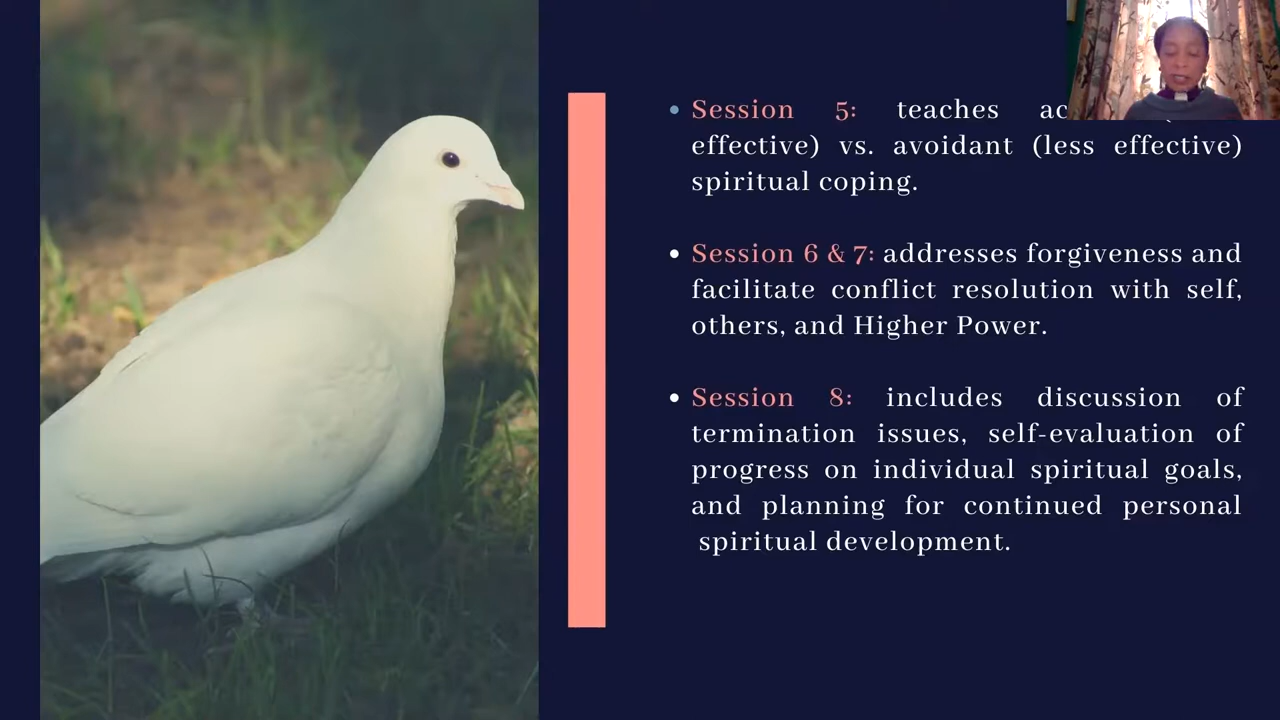 Session 5: teaches
effective) vs. avoidant (less effective)
spiritual coping.
Session 6 & 7: addresses forgiveness and
facilitate conflict resolution with self,
others, and Higher Power.
Session 8: includes discussion of
termination issues, self-evaluation of
progress on individual spiritual goals,
and planning for continued personal
spiritual development.